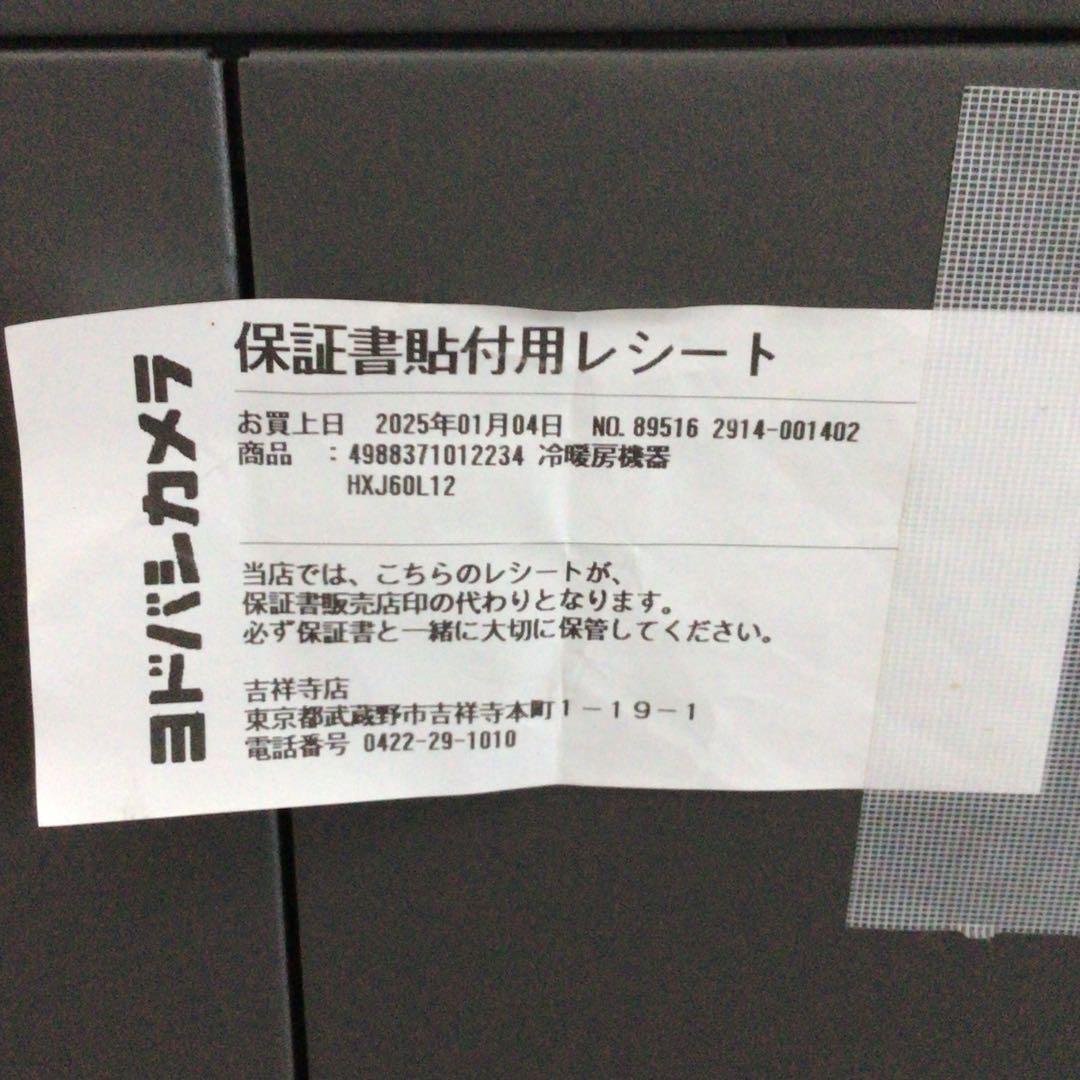 ヨドバシカメラ
保証書貼付用レシート
お買上日 2025年01月04日 NO. 89516 2914-001402
商品 : 4988371012234 冷暖房機器
HXJ60L12
当店では、こちらのレシートが、
保証書販売店印の代わりとなります。
必ず保証書と一緒に大切に保管してください。
吉祥寺店
東京都武蔵野市吉祥寺本町1-19-1
電話番号 0422-29-1010